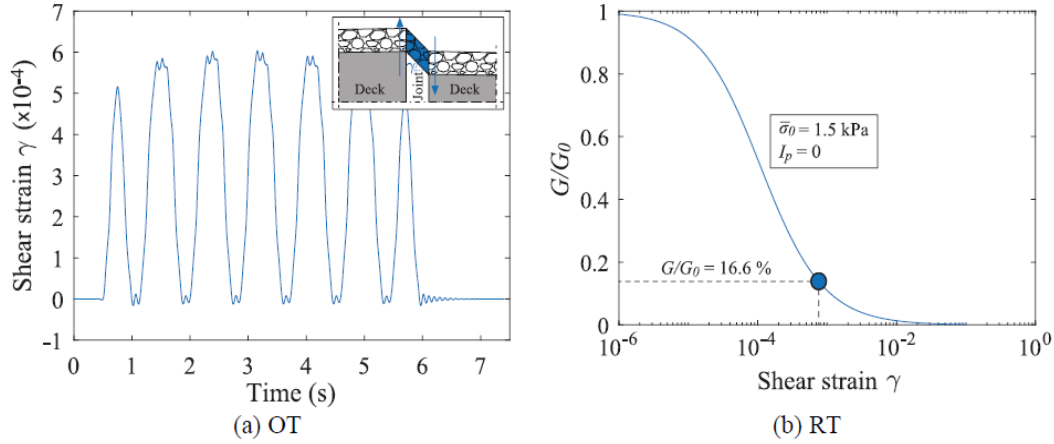 Shear strain γ (x10⁻⁴)
7
6
5
4
3
2
1
0
-1
0 1 2 3 4 5 6 7
Time (s)
Deck Joint Deck
(a) OT
G/G₀
1
0.8
0.6
0.4
0.2
0
σ̄₀ = 1.5 kPa
Iₚ = 0
G/G₀ = 16.6 %
10⁻⁶ 10⁻⁴ 10⁻² 10⁰
Shear strain γ
(b) RT